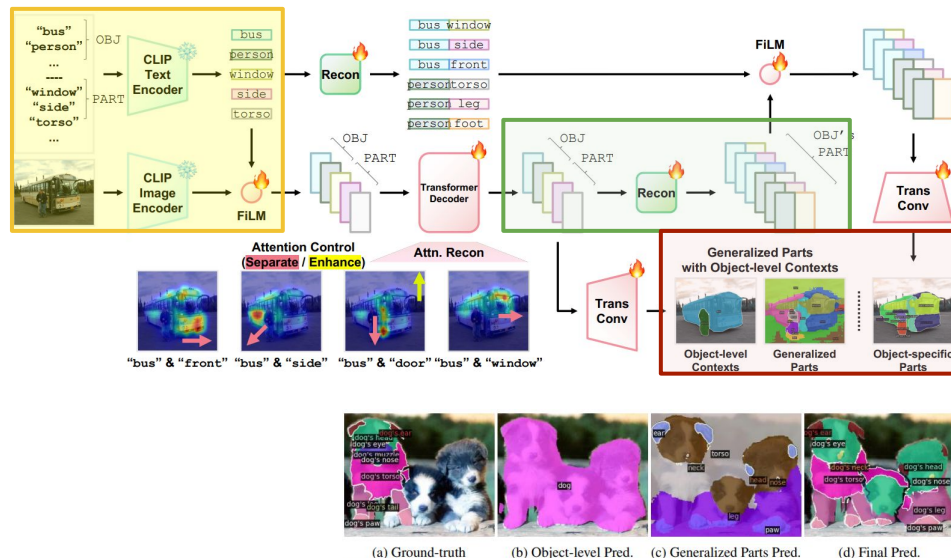 “bus”
“person”
...
----
“window”
“side”
“torso”
...
OBJ
PART
CLIP
Text
Encoder
CLIP
Image
Encoder
bus
person
window
side
torso
FiLM
Recon
bus window
bus side
bus front
person torso
person leg
person foot
OBJ
PART
Transformer
Decoder
OBJ
PART
Recon
OBJ’s
PART
FiLM
Trans
Conv
Attention Control
(Separate / Enhance)
Attn. Recon
“bus” & “front”
“bus” & “side”
“bus” & “door”
“bus” & “window”
Trans
Conv
Generalized Parts
with Object-level Contexts
Object-level
Contexts
Generalized
Parts
Object-specific
Parts
dog's ear
dog's head
dog's eye
dog's muzzle
dog's nose
dog's torso
dog's tail
dog's paw
(a) Ground-truth
dog
(b) Object-level Pred.
ear
torso
neck
head
nose
leg
paw
(c) Generalized Parts Pred.
dog's ear
dog's eye
dog's head
dog's neck
dog's nose
dog's torso
dog's leg
dog's paw
(d) Final Pred.